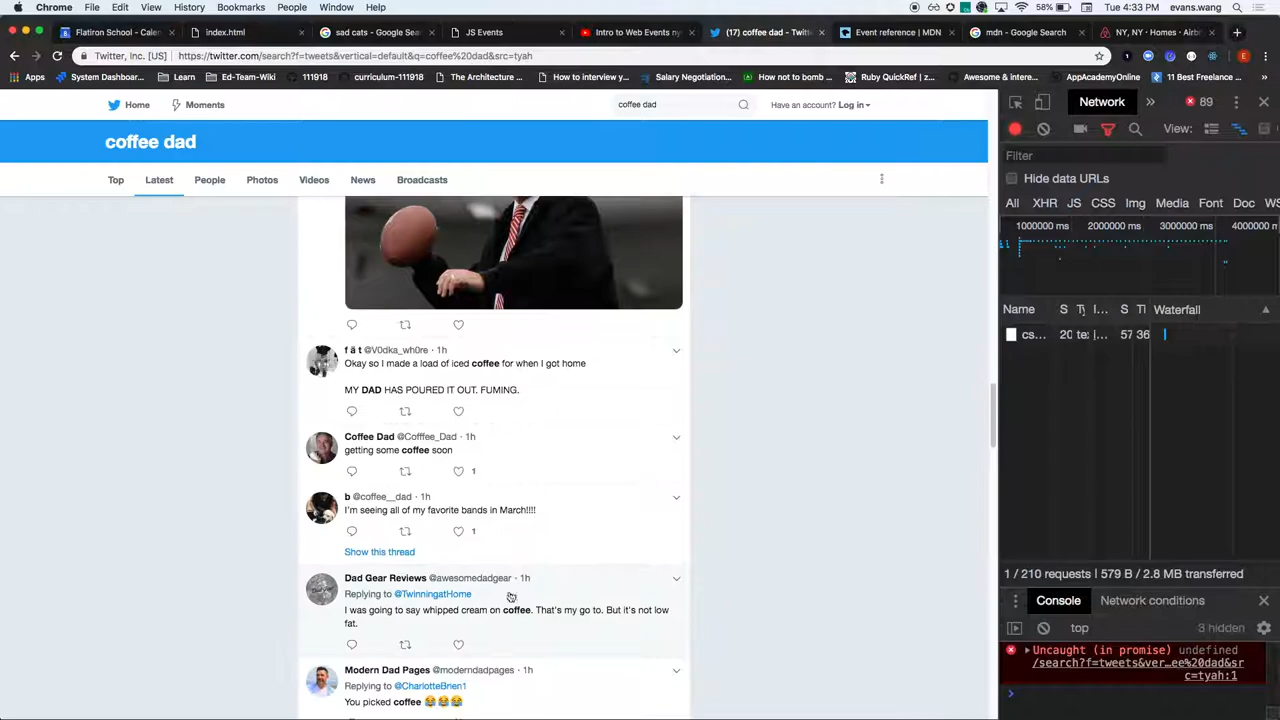 Chrome File Edit View History Bookmarks People Window Help 58% Tue 4:33 PM evans.wang
Flatiron School - Calen index.html sad cats - Google Sear JS Events Intro to Web Events ny (17) coffee dad - Twitt Event reference | MDN mdn - Google Search NY, NY · Homes · Airb
Twitter, Inc. [US] https://twitter.com/search?f=tweets&vertical=default&q=coffee%20dad&src=tyah
Apps System Dashboar... Learn Ed-Team-Wiki 111918 curriculum-111918 The Architecture ... How to interview y... Salary Negotiation... How not to bomb ... Ruby QuickRef | z... Awesome & intere... AppAcademyOnline 11 Best Freelance ...
Home Moments coffee dad Have an account? Log in
coffee dad
Top Latest People Photos Videos News Broadcasts
f ă t @V0dka_wh0re · 1h
Okay so I made a load of iced coffee for when I got home
MY DAD HAS POURED IT OUT. FUMING.
Coffee Dad @Cofffee_Dad · 1h
getting some coffee soon
1
b @coffee__dad · 1h
I'm seeing all of my favorite bands in March!!!!
1
Show this thread
Dad Gear Reviews @awesomedadgear · 1h
Replying to @TwinningatHome
I was going to say whipped cream on coffee. That's my go to. But it's not low
fat.
Modern Dad Pages @moderndadpages · 1h
Replying to @CharlotteBrien1
You picked coffee 😂😂😂
Network 89
View:
Filter
Hide data URLs
All XHR JS CSS Img Media Font Doc WS
1000000 ms 2000000 ms 3000000 ms 4000000 m
Name S Ty I... S Ti Waterfall
cs... 20 tex i... 57 36
1 / 210 requests | 579 B / 2.8 MB transferred
Console Network conditions
top 3 hidden
Uncaught (in promise) undefined
/search?f=tweets&ver...ee%20dad&sr
c=tyah:1